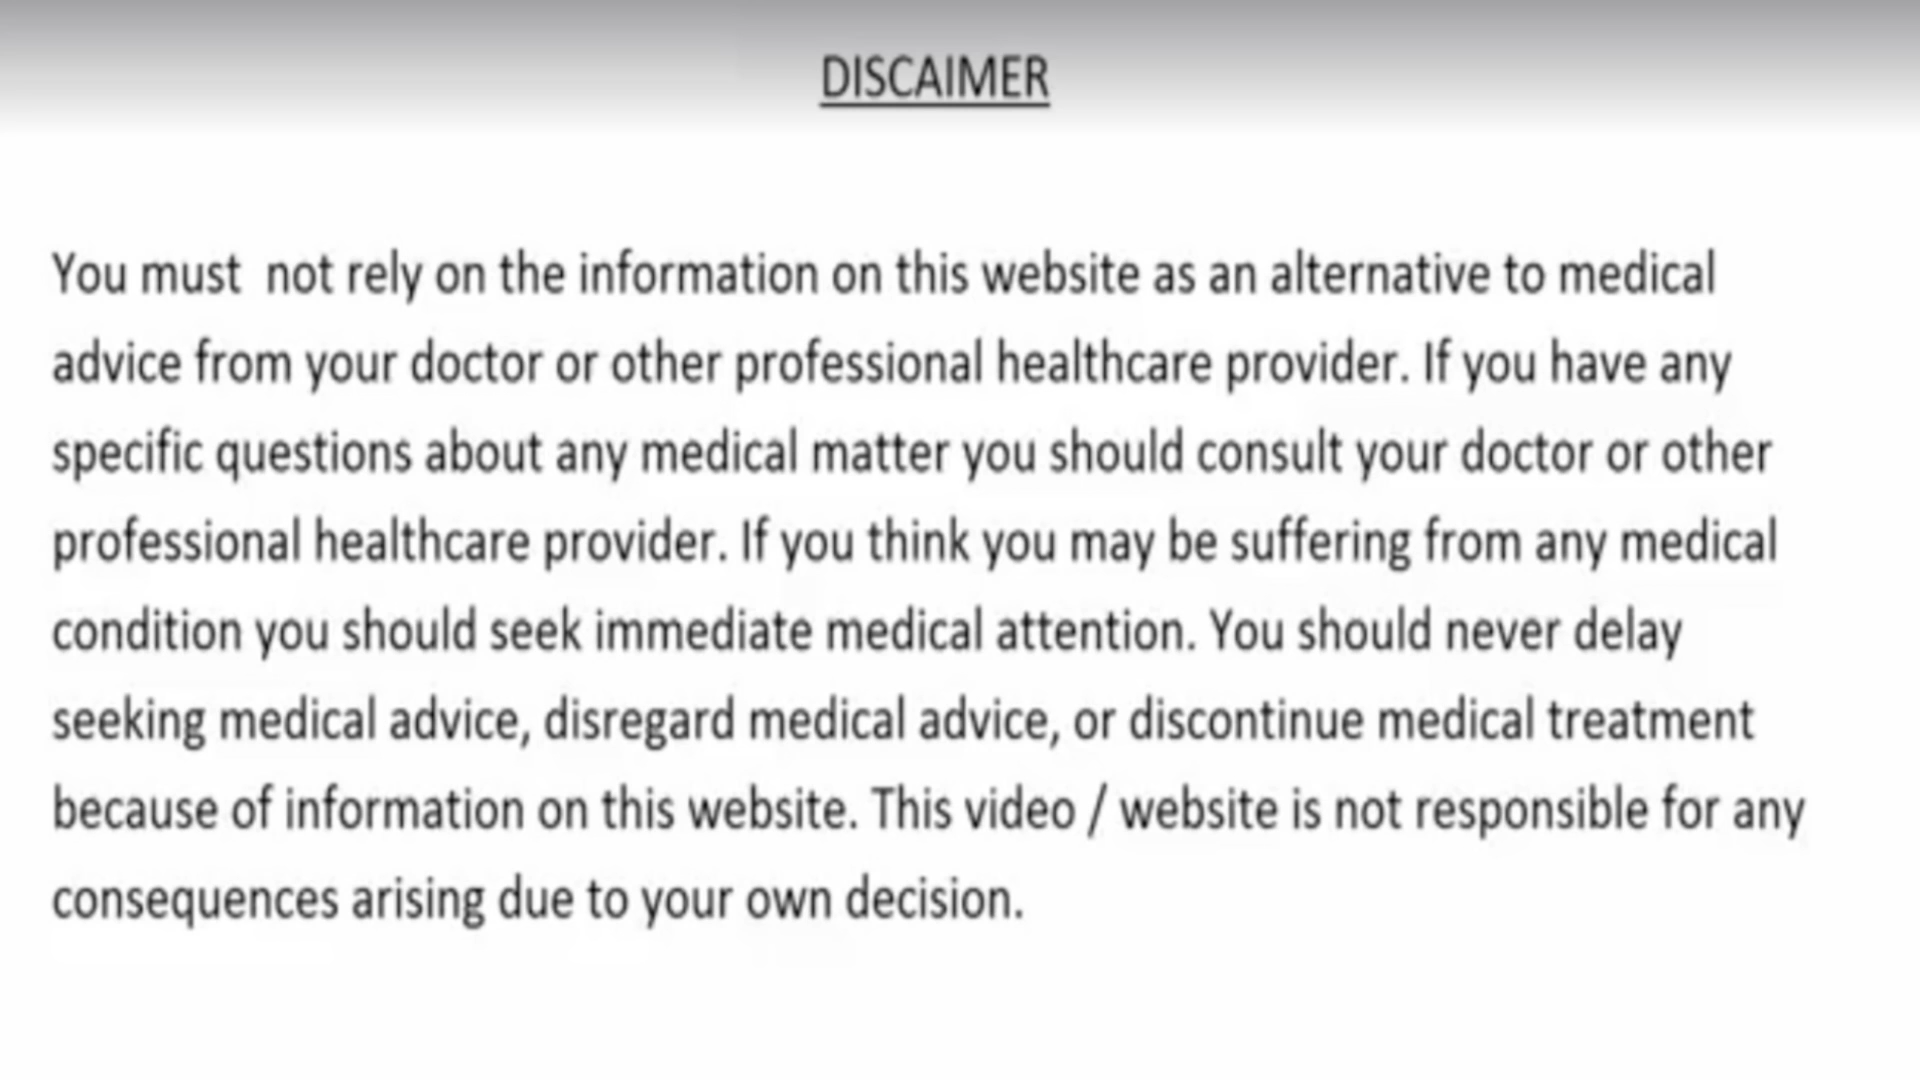 DISCAIMER
You must  not rely on the information on this website as an alternative to medical
advice from your doctor or other professional healthcare provider. If you have any
specific questions about any medical matter you should consult your doctor or other
professional healthcare provider. If you think you may be suffering from any medical
condition you should seek immediate medical attention. You should never delay
seeking medical advice, disregard medical advice, or discontinue medical treatment
because of information on this website. This video / website is not responsible for any
consequences arising due to your own decision.